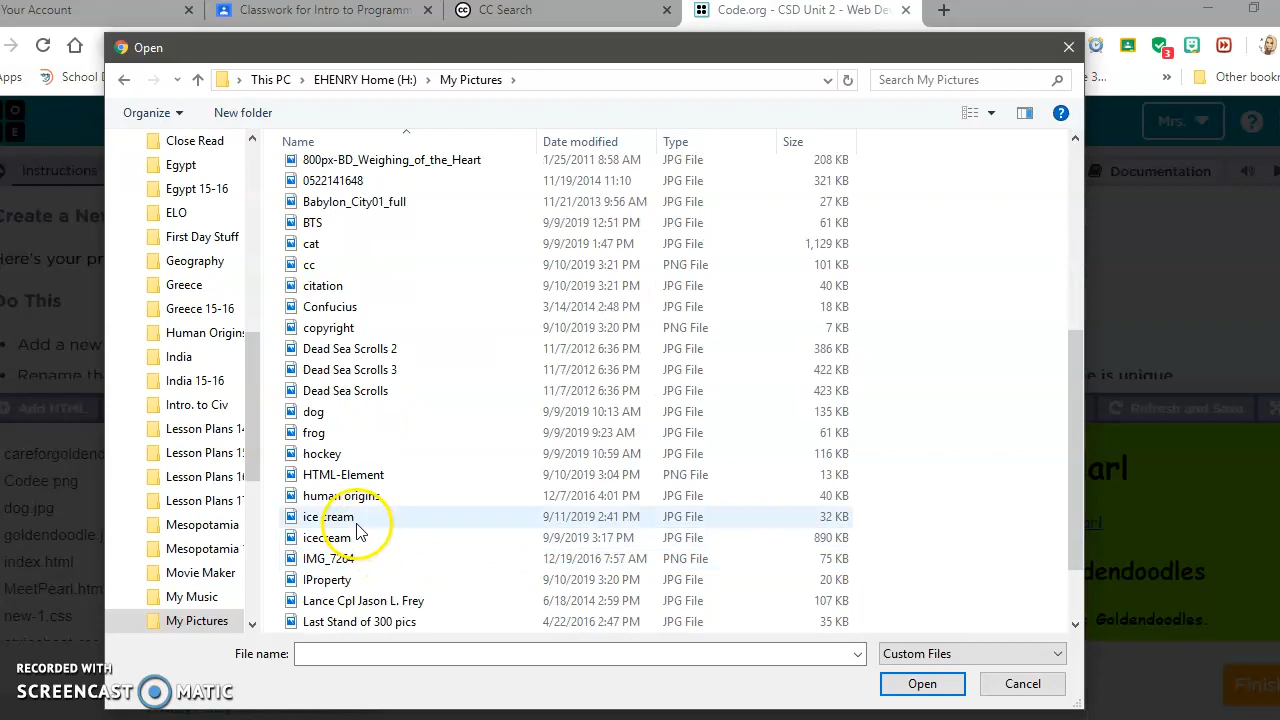 Your Account
Classwork for Intro to Programm
CC Search
Code.org - CSD Unit 2 - Web Dev
Open
This PC
EHENRY Home (H:)
My Pictures
Search My Pictures
3
Apps
School D
e 3...
Other bookm
Organize
New folder
Mrs.
Instructions
Documentation
Create a Ne
Here's your pr
Do This
Add a new
Rename th
e is unique
Add HTML
Refresh and Save
Close Read
Egypt
Egypt 15-16
ELO
First Day Stuff
Geography
Greece
Greece 15-16
Human Origins
India
India 15-16
Intro. to Civ
Lesson Plans 14
Lesson Plans 15
Lesson Plans 16
Lesson Plans 17
Mesopotamia
Mesopotamia
Movie Maker
My Music
My Pictures
Name Date modified Type Size
800px-BD_Weighing_of_the_Heart 1/25/2011 8:58 AM JPG File 208 KB
0522141648 11/19/2014 11:10 JPG File 321 KB
Babylon_City01_full 11/21/2013 9:56 AM JPG File 27 KB
BTS 9/9/2019 12:51 PM JPG File 61 KB
cat 9/9/2019 1:47 PM JPG File 1,129 KB
cc 9/10/2019 3:21 PM PNG File 101 KB
citation 9/10/2019 3:21 PM JPG File 40 KB
Confucius 3/14/2014 2:48 PM JPG File 18 KB
copyright 9/10/2019 3:20 PM PNG File 7 KB
Dead Sea Scrolls 2 11/7/2012 6:36 PM JPG File 386 KB
Dead Sea Scrolls 3 11/7/2012 6:36 PM JPG File 422 KB
Dead Sea Scrolls 11/7/2012 6:36 PM JPG File 423 KB
dog 9/9/2019 10:13 AM JPG File 135 KB
frog 9/9/2019 9:23 AM JPG File 61 KB
hockey 9/9/2019 10:59 AM JPG File 116 KB
HTML-Element 9/10/2019 3:04 PM PNG File 13 KB
human origins 12/7/2016 4:01 PM JPG File 40 KB
ice cream 9/11/2019 2:41 PM JPG File 32 KB
icecream 9/9/2019 3:17 PM JPG File 890 KB
IMG_7264 12/19/2016 7:57 AM PNG File 75 KB
IProperty 9/10/2019 3:20 PM JPG File 20 KB
Lance Cpl Jason L. Frey 6/18/2014 2:59 PM JPG File 107 KB
Last Stand of 300 pics 4/22/2016 2:47 PM JPG File 35 KB
careforgolden
Codee png
dog.jpg
goldendoodle.j
index.html
MeetPearl.htm
new-1.css
arl
dendoodles
Goldendoodles.
File name:
Custom Files
Open
Cancel
Finis
RECORDED WITH
SCREENCAST MATIC